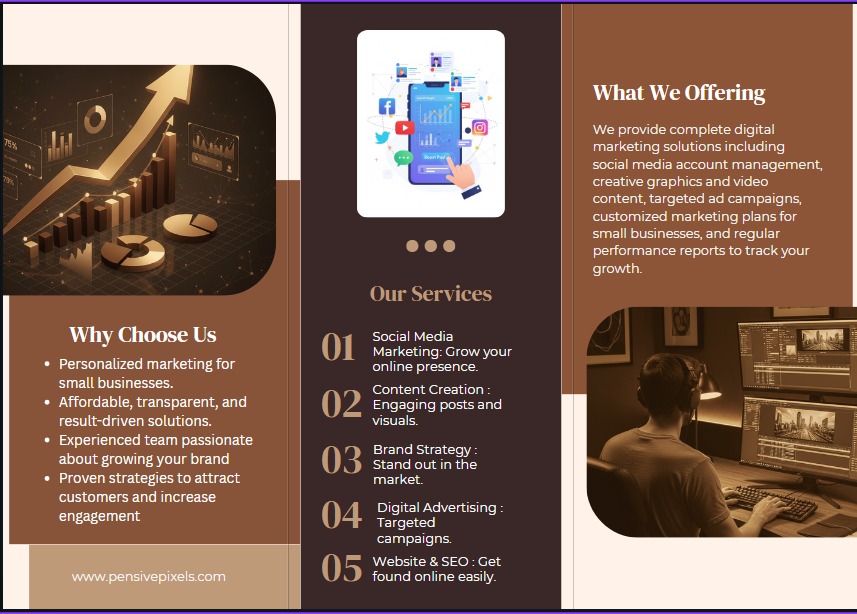 75%
70%
Why Choose Us
Personalized marketing for
small businesses.
Affordable, transparent, and
result-driven solutions.
Experienced team passionate
about growing your brand
Proven strategies to attract
customers and increase
engagement
www.pensivepixels.com
Our Services
01
Social Media
Marketing: Grow your
online presence.
02
Content Creation :
Engaging posts and
visuals.
03
Brand Strategy :
Stand out in the
market.
04
Digital Advertising :
Targeted
campaigns.
05
Website & SEO : Get
found online easily.
What We Offering
We provide complete digital
marketing solutions including
social media account management,
creative graphics and video
content, targeted ad campaigns,
customized marketing plans for
small businesses, and regular
performance reports to track your
growth.